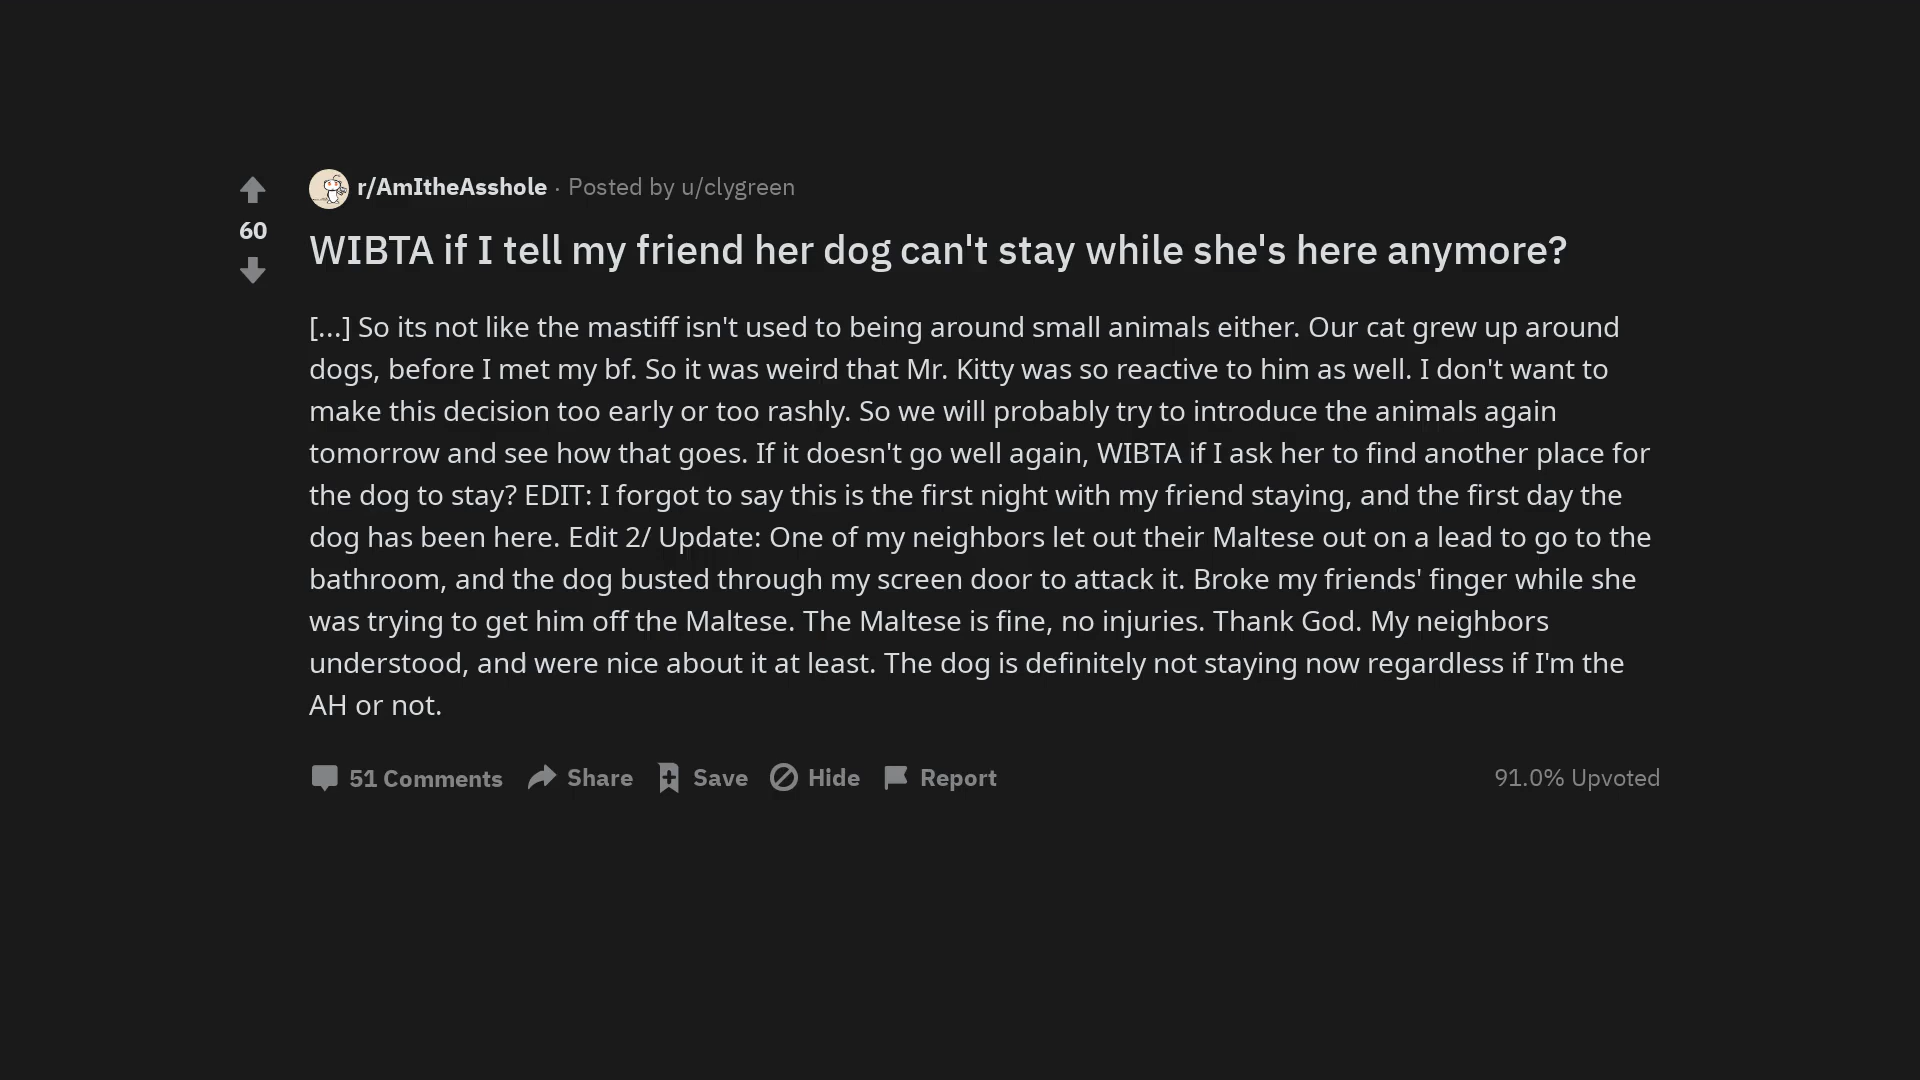 r/AmItheAsshole · Posted by u/clygreen
60
WIBTA if I tell my friend her dog can't stay while she's here anymore?
[...] So its not like the mastiff isn't used to being around small animals either. Our cat grew up around
dogs, before I met my bf. So it was weird that Mr. Kitty was so reactive to him as well. I don't want to
make this decision too early or too rashly. So we will probably try to introduce the animals again
tomorrow and see how that goes. If it doesn't go well again, WIBTA if I ask her to find another place for
the dog to stay? EDIT: I forgot to say this is the first night with my friend staying, and the first day the
dog has been here. Edit 2/ Update: One of my neighbors let out their Maltese out on a lead to go to the
bathroom, and the dog busted through my screen door to attack it. Broke my friends' finger while she
was trying to get him off the Maltese. The Maltese is fine, no injuries. Thank God. My neighbors
understood, and were nice about it at least. The dog is definitely not staying now regardless if I'm the
AH or not.
51 Comments Share Save Hide Report 91.0% Upvoted